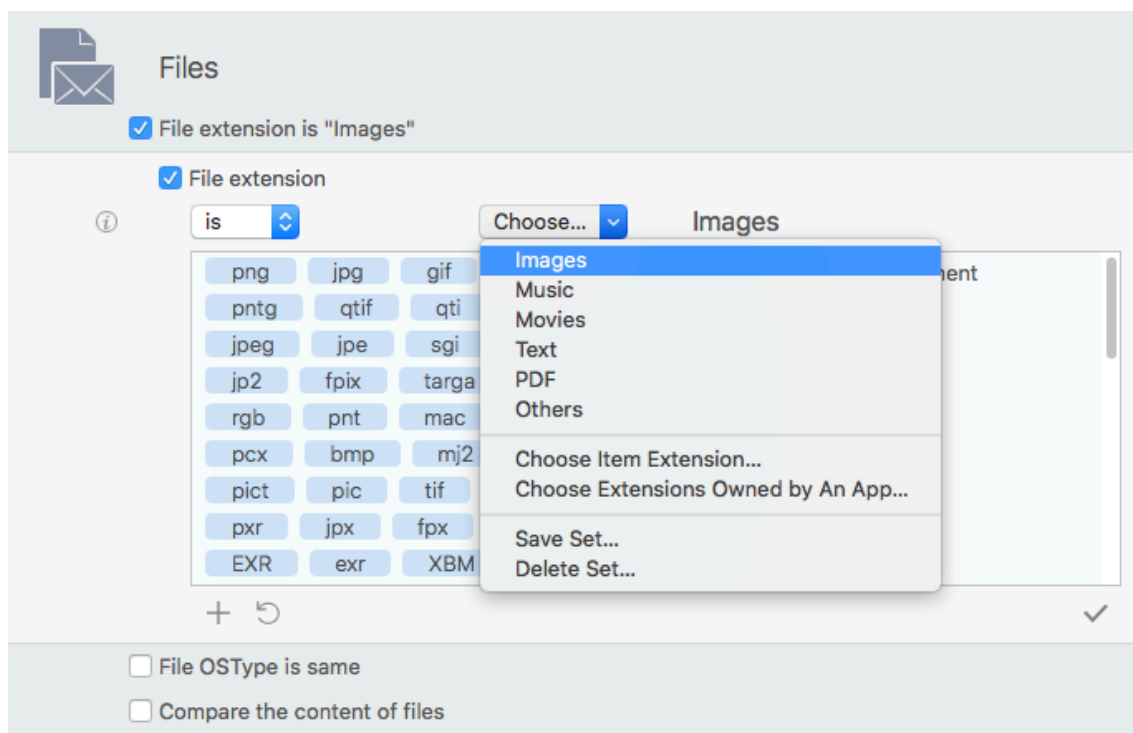 Files
File extension is "Images"
File extension
is Choose... Images
png jpg gif Images
pntg qtif qti Music
jpeg jpe sgi Movies
jp2 fpix targa Text
rgb pnt mac PDF
pcx bmp mj2 Others
pict pic tif Choose Item Extension...
pxr jpx fpx Choose Extensions Owned by An App...
EXR exr XBM Save Set...
Delete Set...
File OSType is same
Compare the content of files